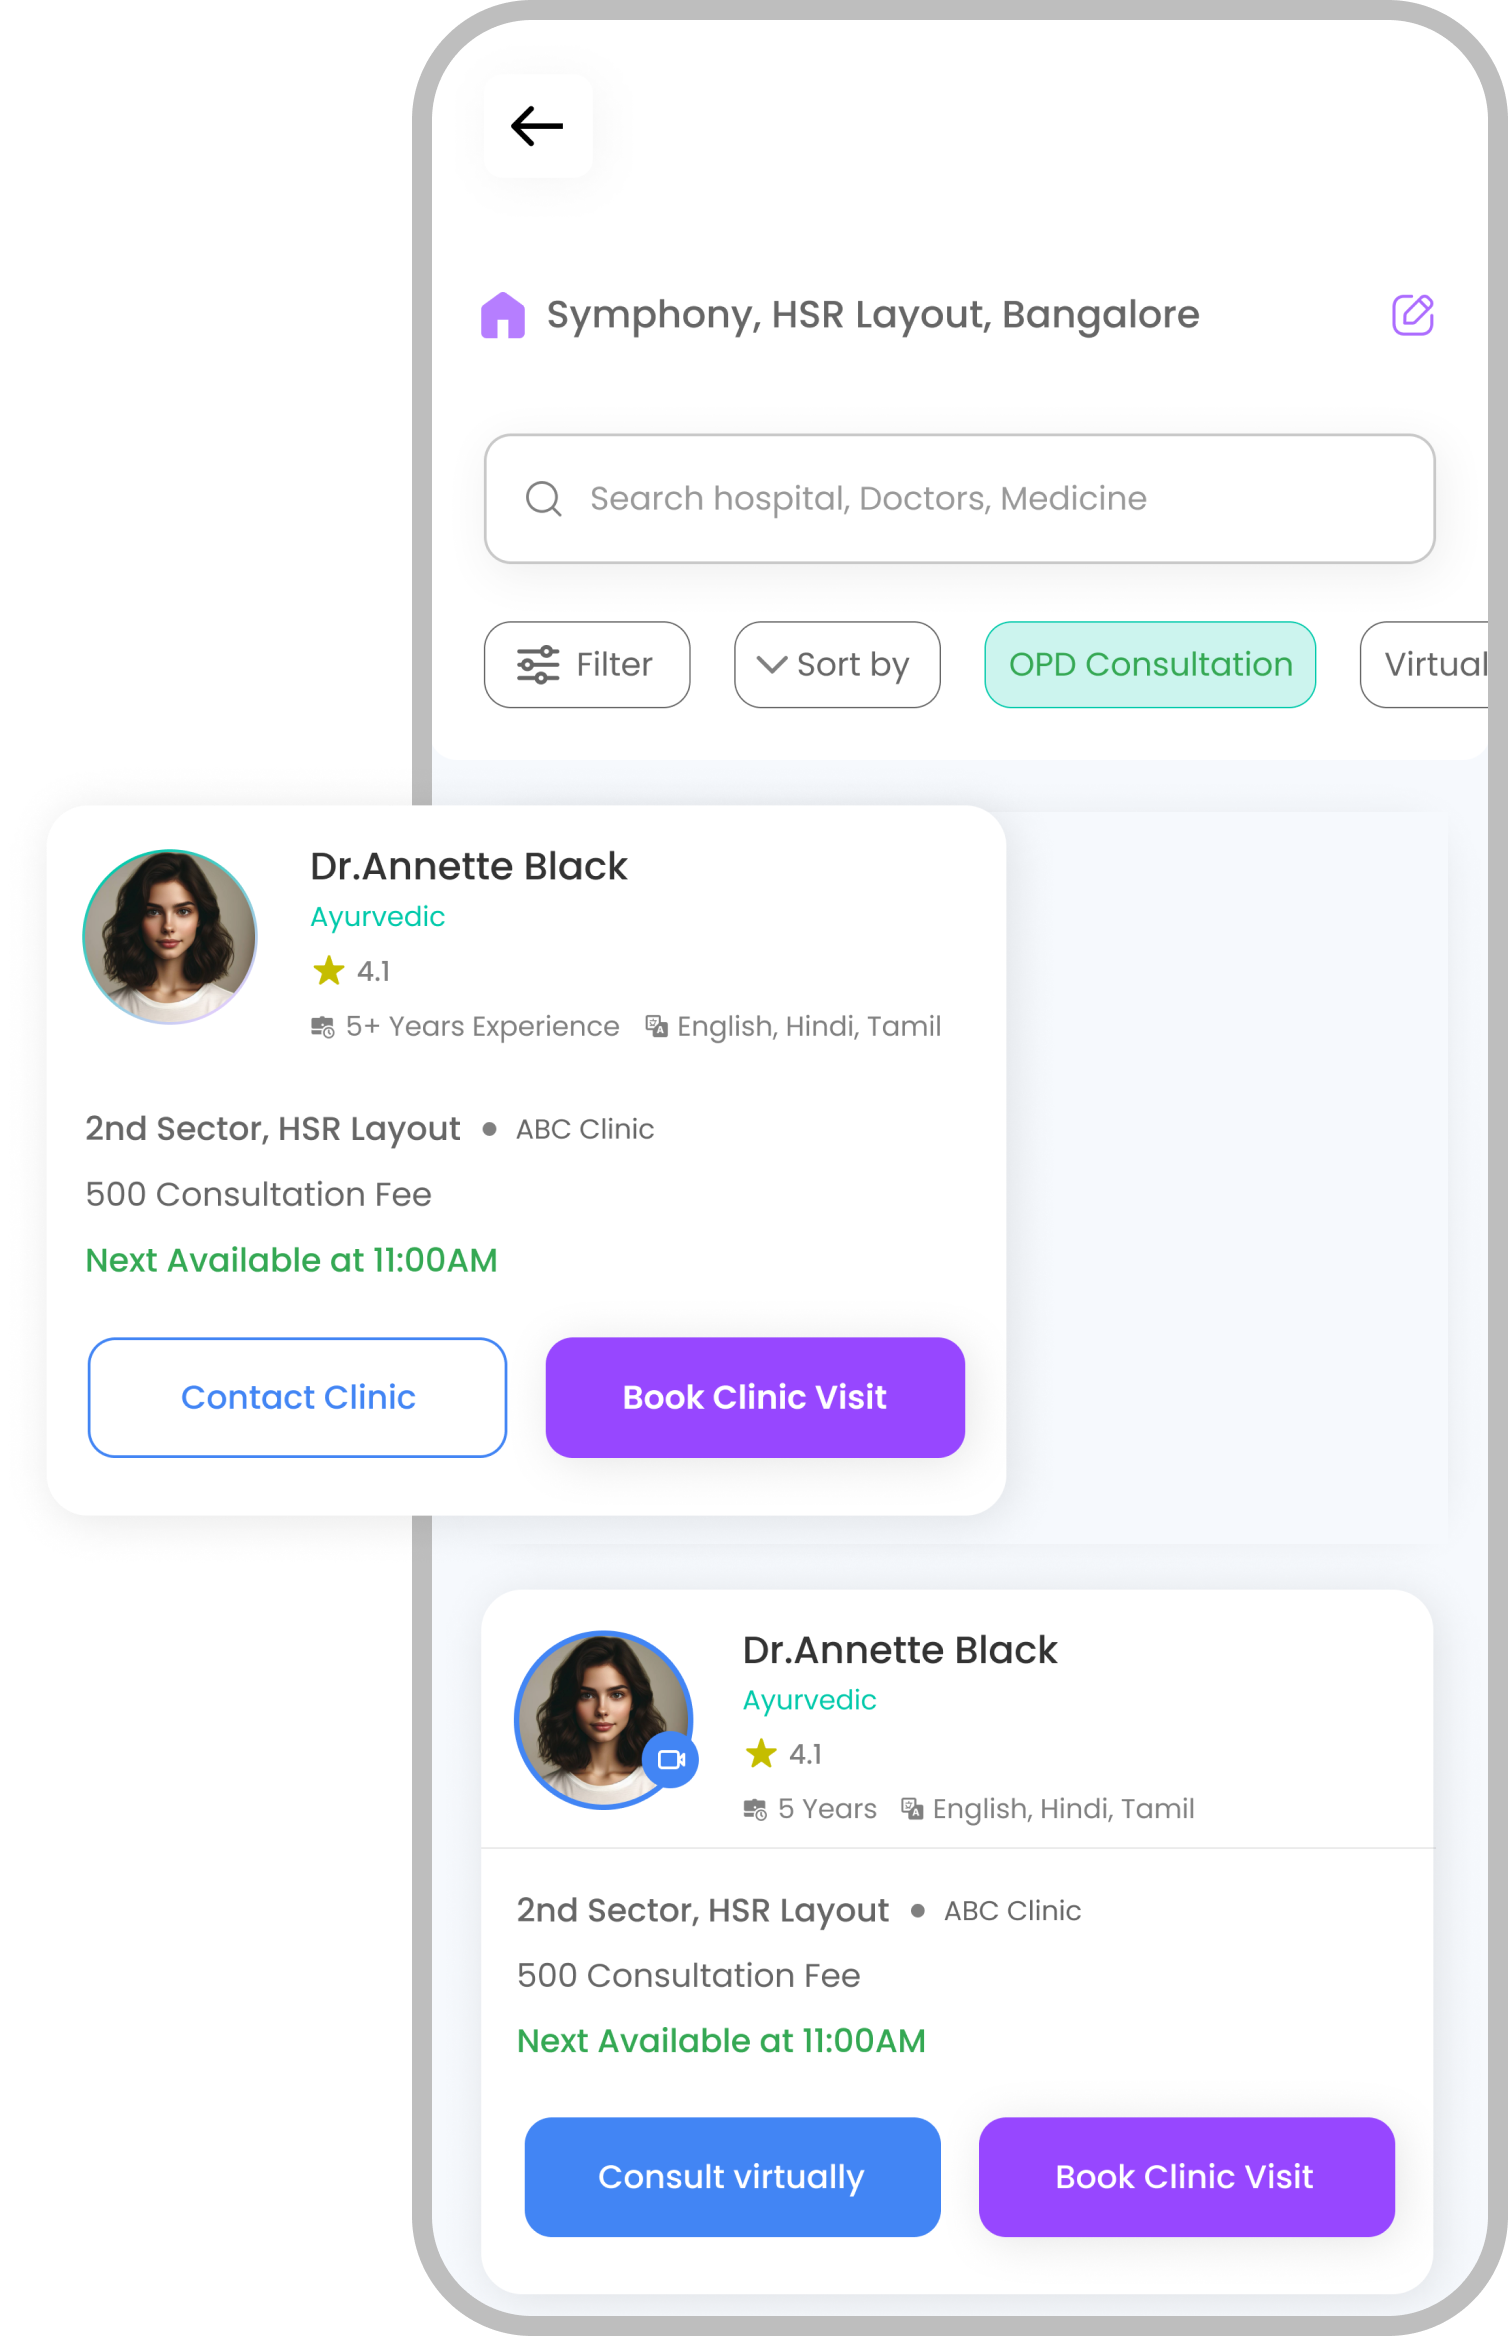 Symphony, HSR Layout, Bangalore
Search hospital, Doctors, Medicine
Filter
Sort by
OPD Consultation
Virtual
Dr.Annette Black
Ayurvedic
4.1
5+ Years Experience English, Hindi, Tamil
2nd Sector, HSR Layout • ABC Clinic
500 Consultation Fee
Next Available at 11:00AM
Contact Clinic
Book Clinic Visit
Dr.Annette Black
Ayurvedic
4.1
5 Years English, Hindi, Tamil
2nd Sector, HSR Layout • ABC Clinic
500 Consultation Fee
Next Available at 11:00AM
Consult virtually
Book Clinic Visit